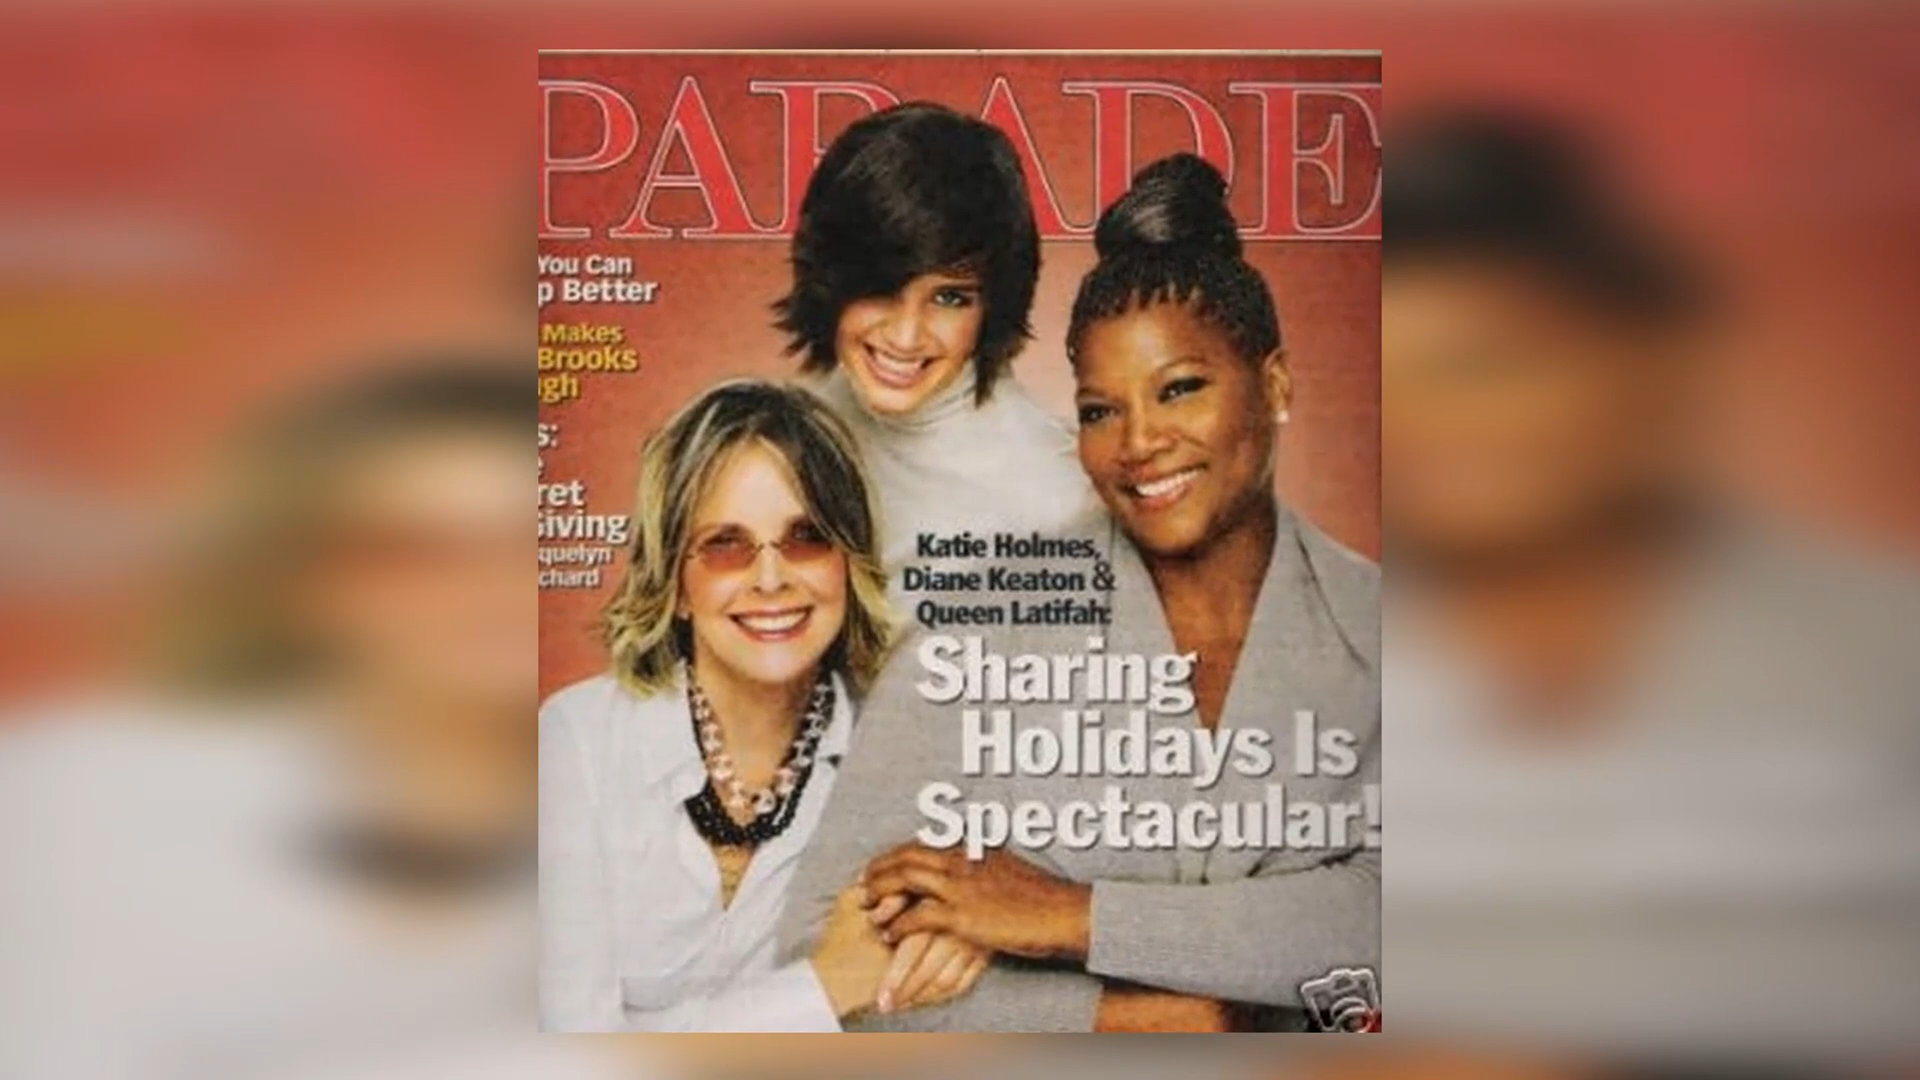 PARADE
You Can
p Better
Makes
Brooks
gh
s:
ret
Giving
quelyn
chard
Katie Holmes,
Diane Keaton &
Queen Latifah:
Sharing
Holidays Is
Spectacular!